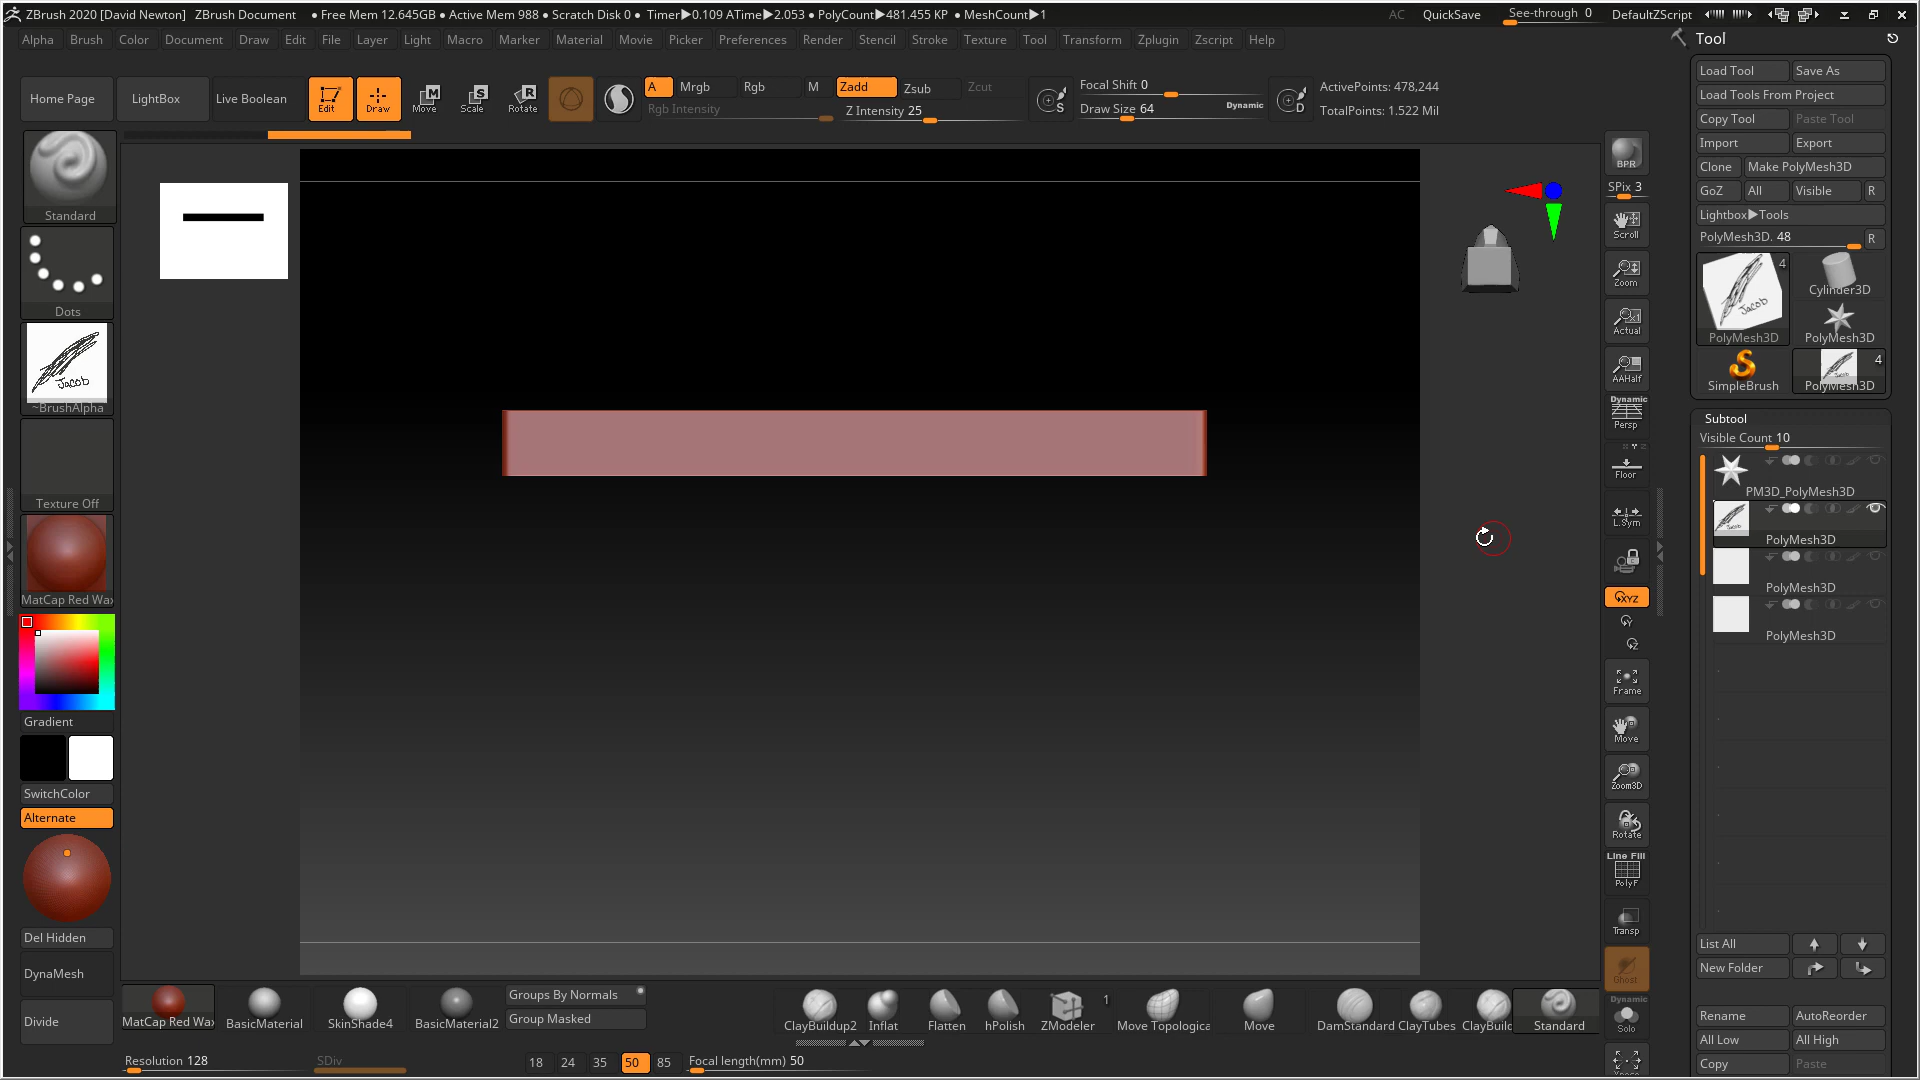 ZBrush 2020 [David Newton] ZBrush Document • Free Mem 12.645GB • Active Mem 988 • Scratch Disk 0 • Timer▶0.109 ATime▶2.053 • PolyCount▶481.455 KP • MeshCount▶1 AC QuickSave See-through 0 DefaultZScript
Alpha Brush Color Document Draw Edit File Layer Light Macro Marker Material Movie Picker Preferences Render Stencil Stroke Texture Tool Transform Zplugin Zscript Help
Home Page LightBox Live Boolean Edit Draw Move Scale Rotate
A Mrgb Rgb M Zadd Zsub Zcut
Rgb Intensity Z Intensity 25
Focal Shift 0
Draw Size 64 Dynamic
ActivePoints: 478,244
TotalPoints: 1.522 Mil
Standard
Dots
Jacob
~BrushAlpha
Texture Off
MatCap Red Wax
Gradient
SwitchColor
Alternate
Del Hidden
DynaMesh
Divide
BPR
SPix 3
Scroll
Zoom
Actual
AAHalf
Dynamic
Persp
Floor
L.Sym
XYZ
Frame
Move
Zoom3D
Rotate
Line Fill
PolyF
Transp
Ghost
Dynamic
Solo
Tool
Load Tool Save As
Load Tools From Project
Copy Tool Paste Tool
Import Export
Clone Make PolyMesh3D
GoZ All Visible R
Lightbox▶Tools
PolyMesh3D. 48 R
4
Jacob
PolyMesh3D
Cylinder3D
PolyMesh3D
SimpleBrush
4
PolyMesh3D
Subtool
Visible Count 10
PM3D_PolyMesh3D
PolyMesh3D
PolyMesh3D
PolyMesh3D
List All
New Folder
Rename AutoReorder
All Low All High
Copy Paste
MatCap Red Wax BasicMaterial SkinShade4 BasicMaterial2
Groups By Normals
Group Masked
ClayBuildup2 Inflat Flatten hPolish ZModeler 1 Move Topologica Move DamStandard ClayTubes ClayBuild Standard
Resolution 128 SDiv 18 24 35 50 85 Focal length(mm) 50